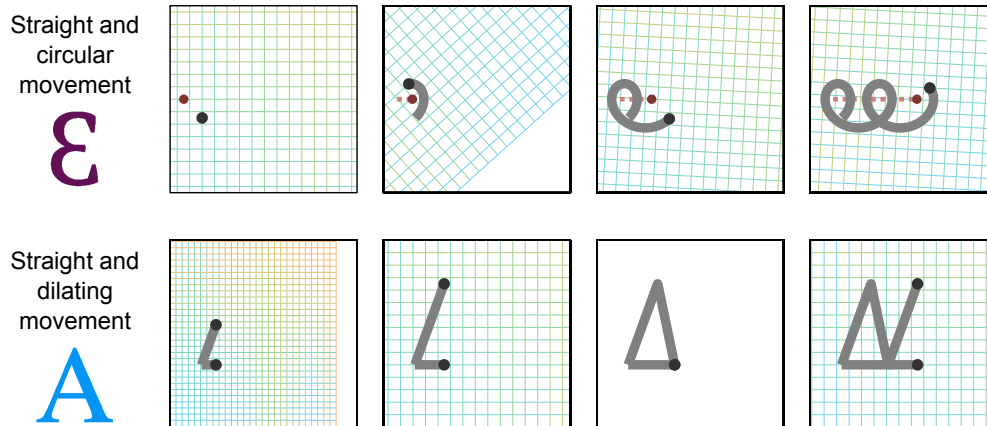 Straight and
circular
movement
Ɛ
Straight and
dilating
movement
A